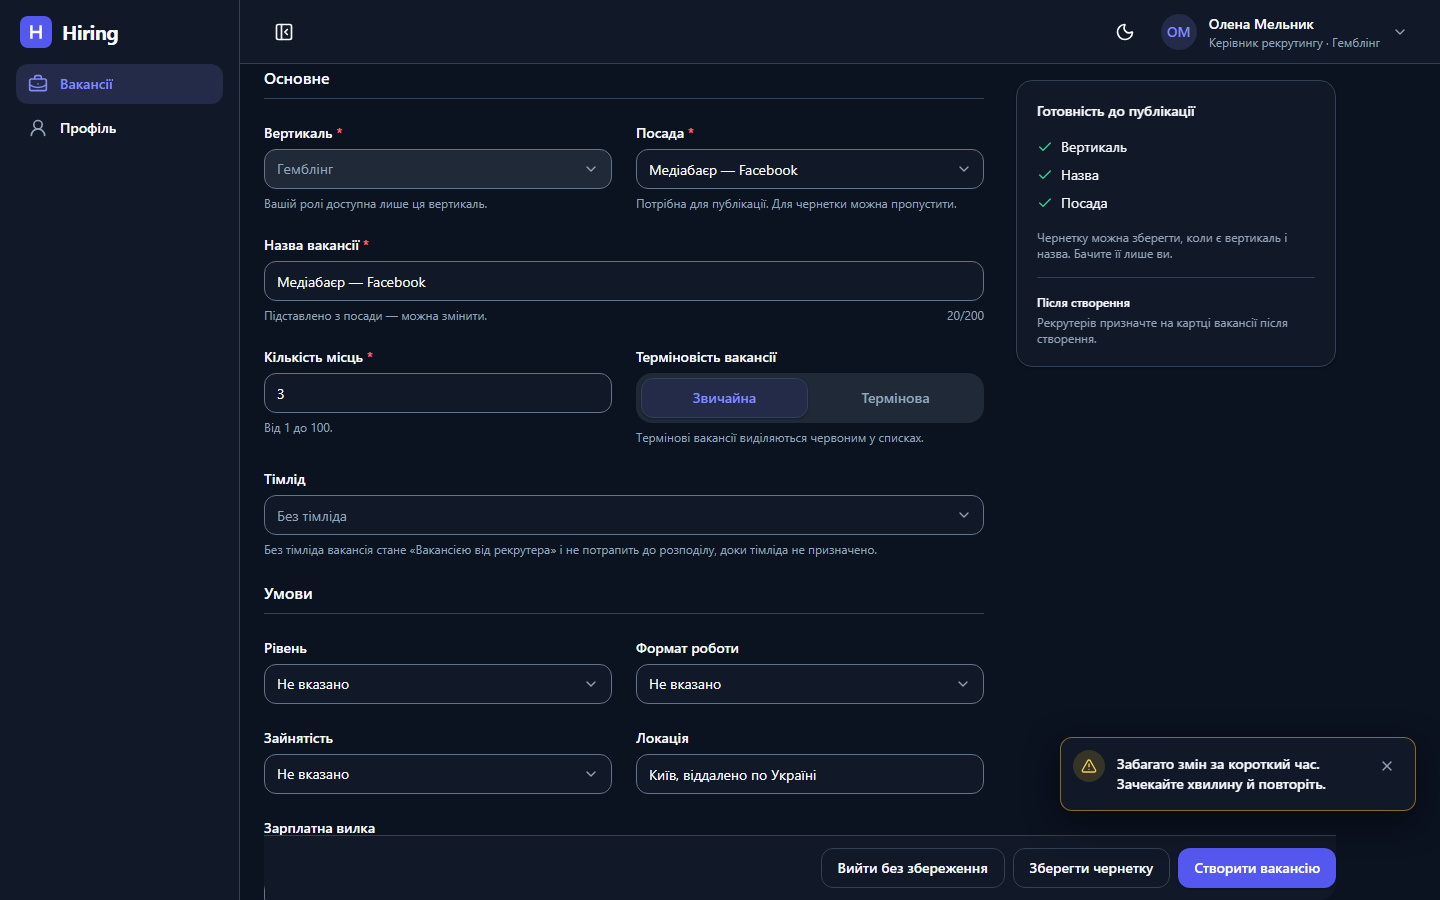 H Hiring
Вакансії
Профіль
ОМ
Олена Мельник
Керівник рекрутингу · Гемблінг
Основне
Вертикаль *
Гемблінг
Вашій ролі доступна лише ця вертикаль.
Посада *
Медіабаєр — Facebook
Потрібна для публікації. Для чернетки можна пропустити.
Назва вакансії *
Медіабаєр — Facebook
Підставлено з посади — можна змінити.
20/200
Кількість місць *
3
Від 1 до 100.
Терміновість вакансії
Звичайна
Термінова
Термінові вакансії виділяються червоним у списках.
Тімлід
Без тімліда
Без тімліда вакансія стане «Вакансією від рекрутера» і не потрапить до розподілу, доки тімліда не призначено.
Умови
Рівень
Не вказано
Формат роботи
Не вказано
Зайнятість
Не вказано
Локація
Київ, віддалено по Україні
Зарплатна вилка
Готовність до публікації
Вертикаль
Назва
Посада
Чернетку можна зберегти, коли є вертикаль і
назва. Бачите її лише ви.
Після створення
Рекрутерів призначте на картці вакансії після
створення.
Забагато змін за короткий час.
Зачекайте хвилину й повторіть.
Вийти без збереження
Зберегти чернетку
Створити вакансію